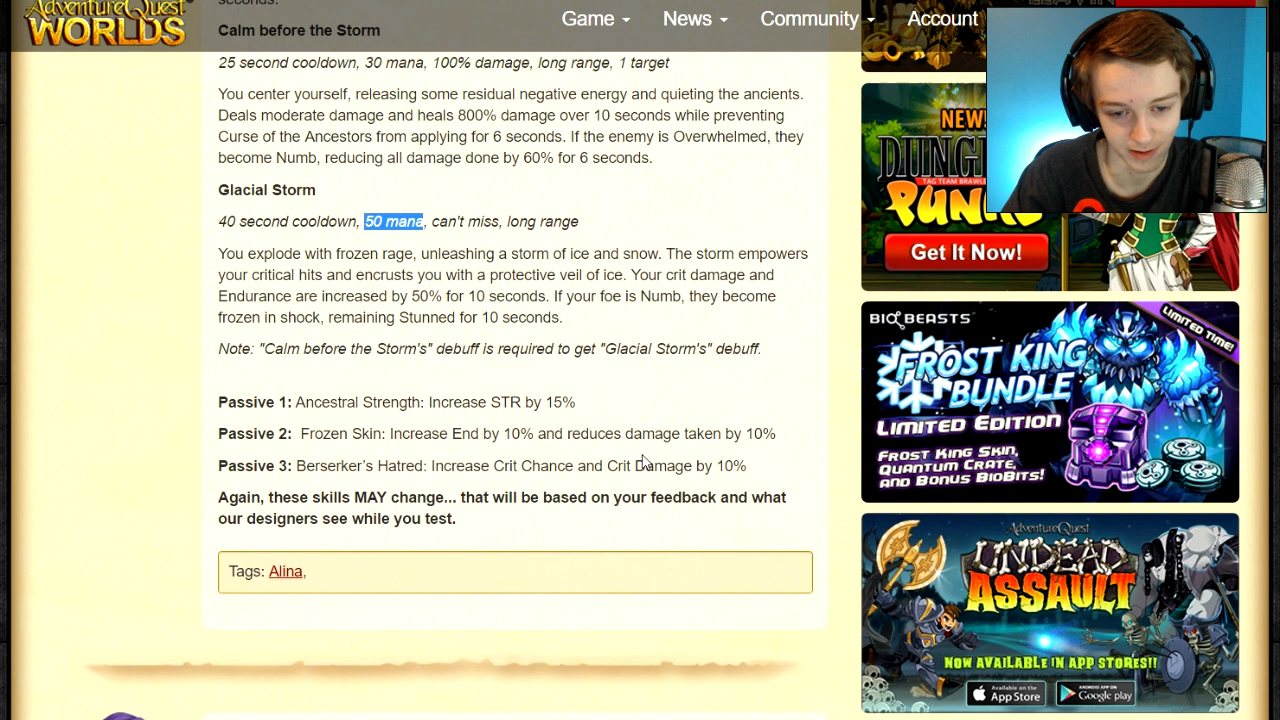 AdventureQuest
WORLDS
Game
News
Community
Account
seconds.
Calm before the Storm
25 second cooldown, 30 mana, 100% damage, long range, 1 target
You center yourself, releasing some residual negative energy and quieting the ancients.
Deals moderate damage and heals 800% damage over 10 seconds while preventing
Curse of the Ancestors from applying for 6 seconds. If the enemy is Overwhelmed, they
become Numb, reducing all damage done by 60% for 6 seconds.
Glacial Storm
40 second cooldown, 50 mana, can't miss, long range
You explode with frozen rage, unleashing a storm of ice and snow. The storm empowers
your critical hits and encrusts you with a protective veil of ice. Your crit damage and
Endurance are increased by 50% for 10 seconds. If your foe is Numb, they become
frozen in shock, remaining Stunned for 10 seconds.
Note: "Calm before the Storm's" debuff is required to get "Glacial Storm's" debuff.
Passive 1: Ancestral Strength: Increase STR by 15%
Passive 2: Frozen Skin: Increase End by 10% and reduces damage taken by 10%
Passive 3: Berserker's Hatred: Increase Crit Chance and Crit Damage by 10%
Again, these skills MAY change... that will be based on your feedback and what
our designers see while you test.
Tags: Alina,
NEW!
TAG TEAM BRAWLER
Get It Now!
BIOBEASTS
LIMITED TIME!
FROST KING
BUNDLE
LIMITED EDITION
FROST KING SKIN,
QUANTUM CRATE,
AND BONUS BIOBITS!
AdventureQuest
UNDEAD
ASSAULT
NOW AVAILABLE IN APP STORES!!
Available on the
App Store
ANDROID APP ON
Google play